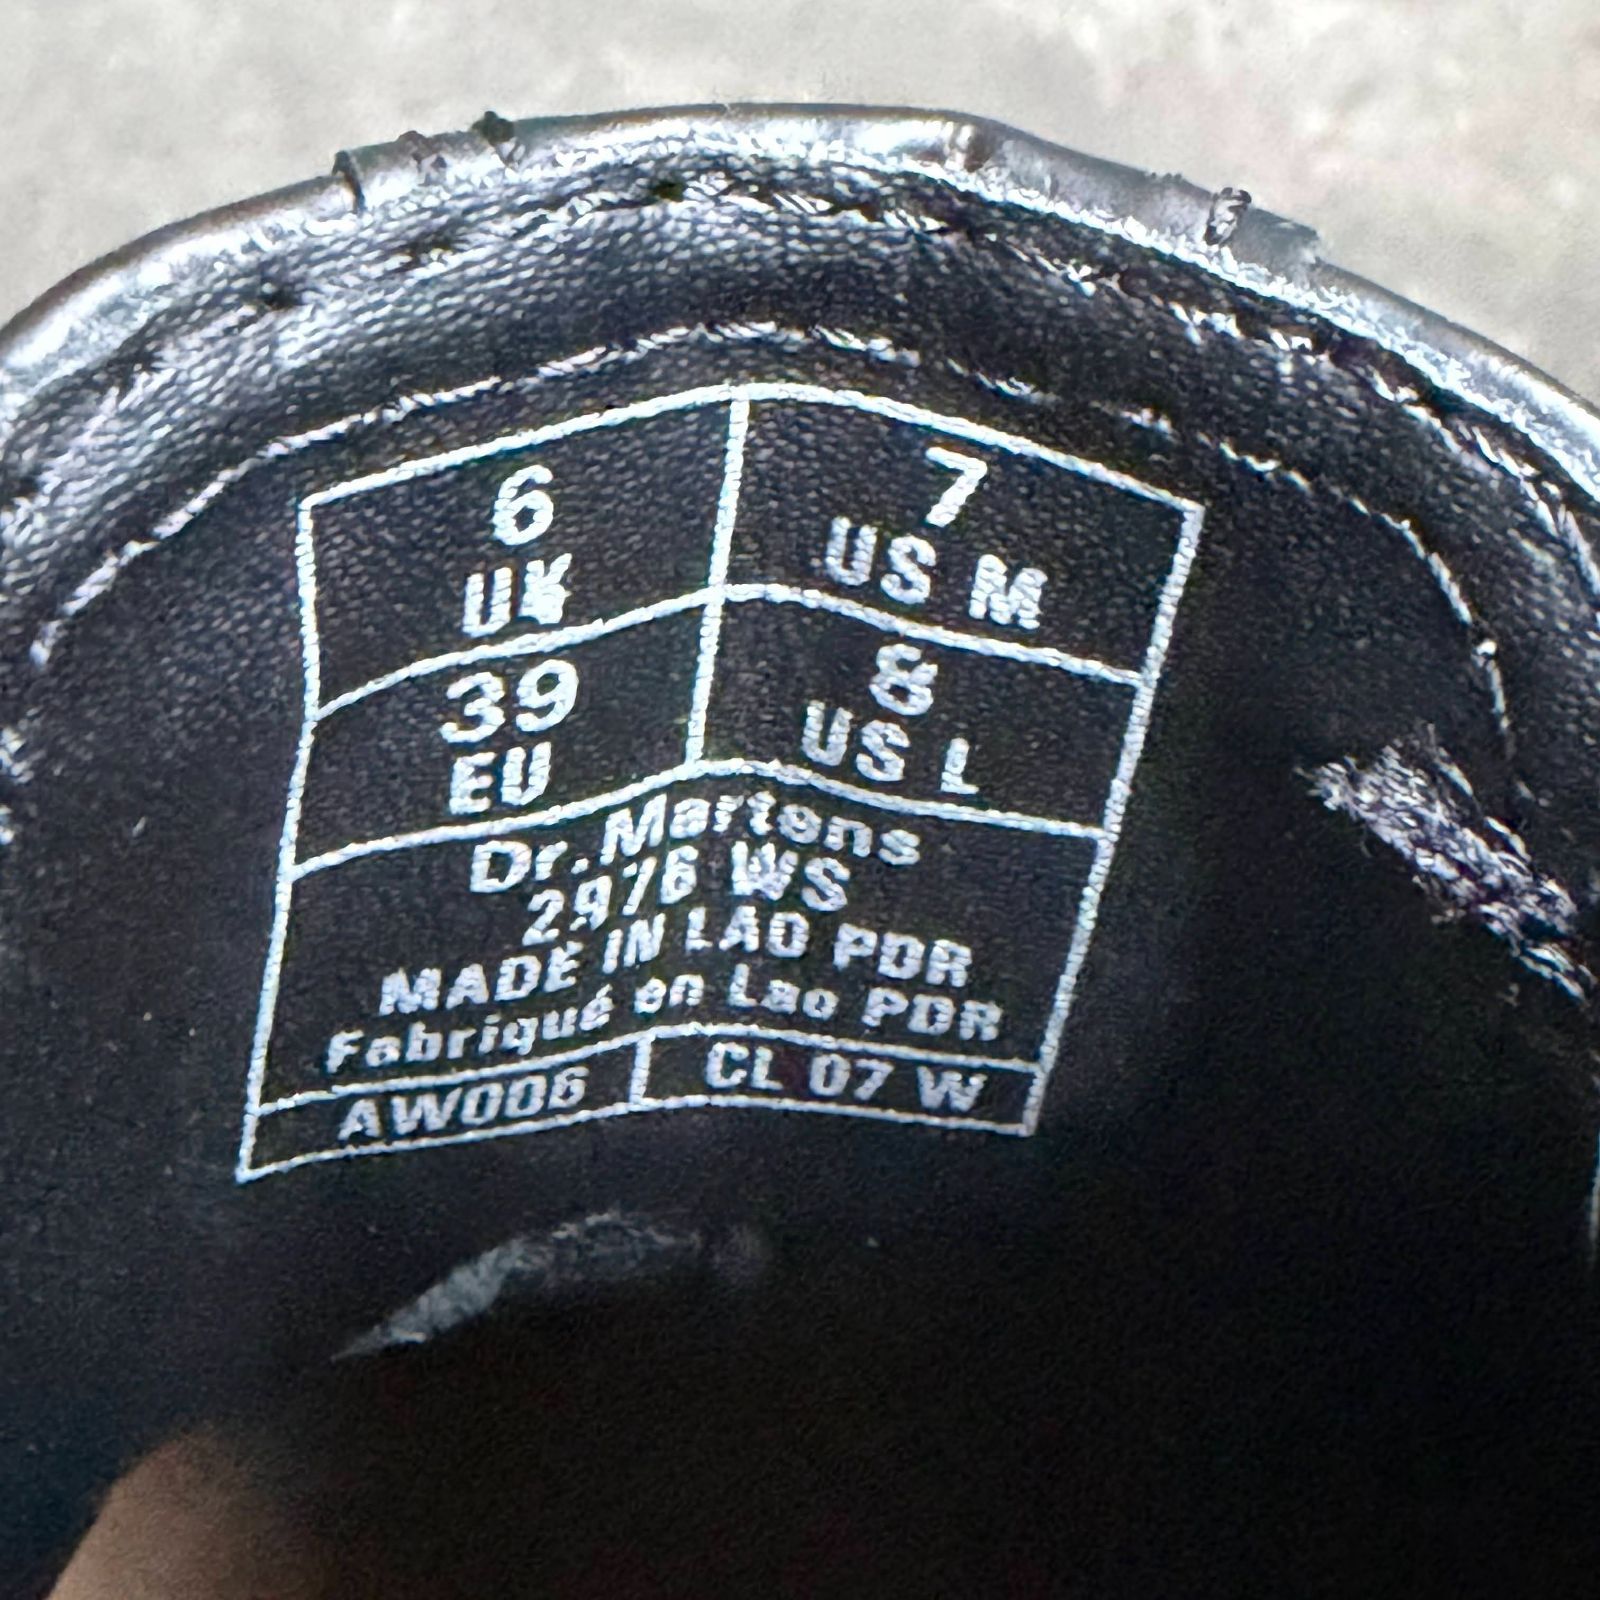 6
UK
7
US M
39
EU
8
US L
Dr.Martens
2976 WS
MADE IN LAO PDR
Fabriqué en Lao PDR
AW006
CL 07 W